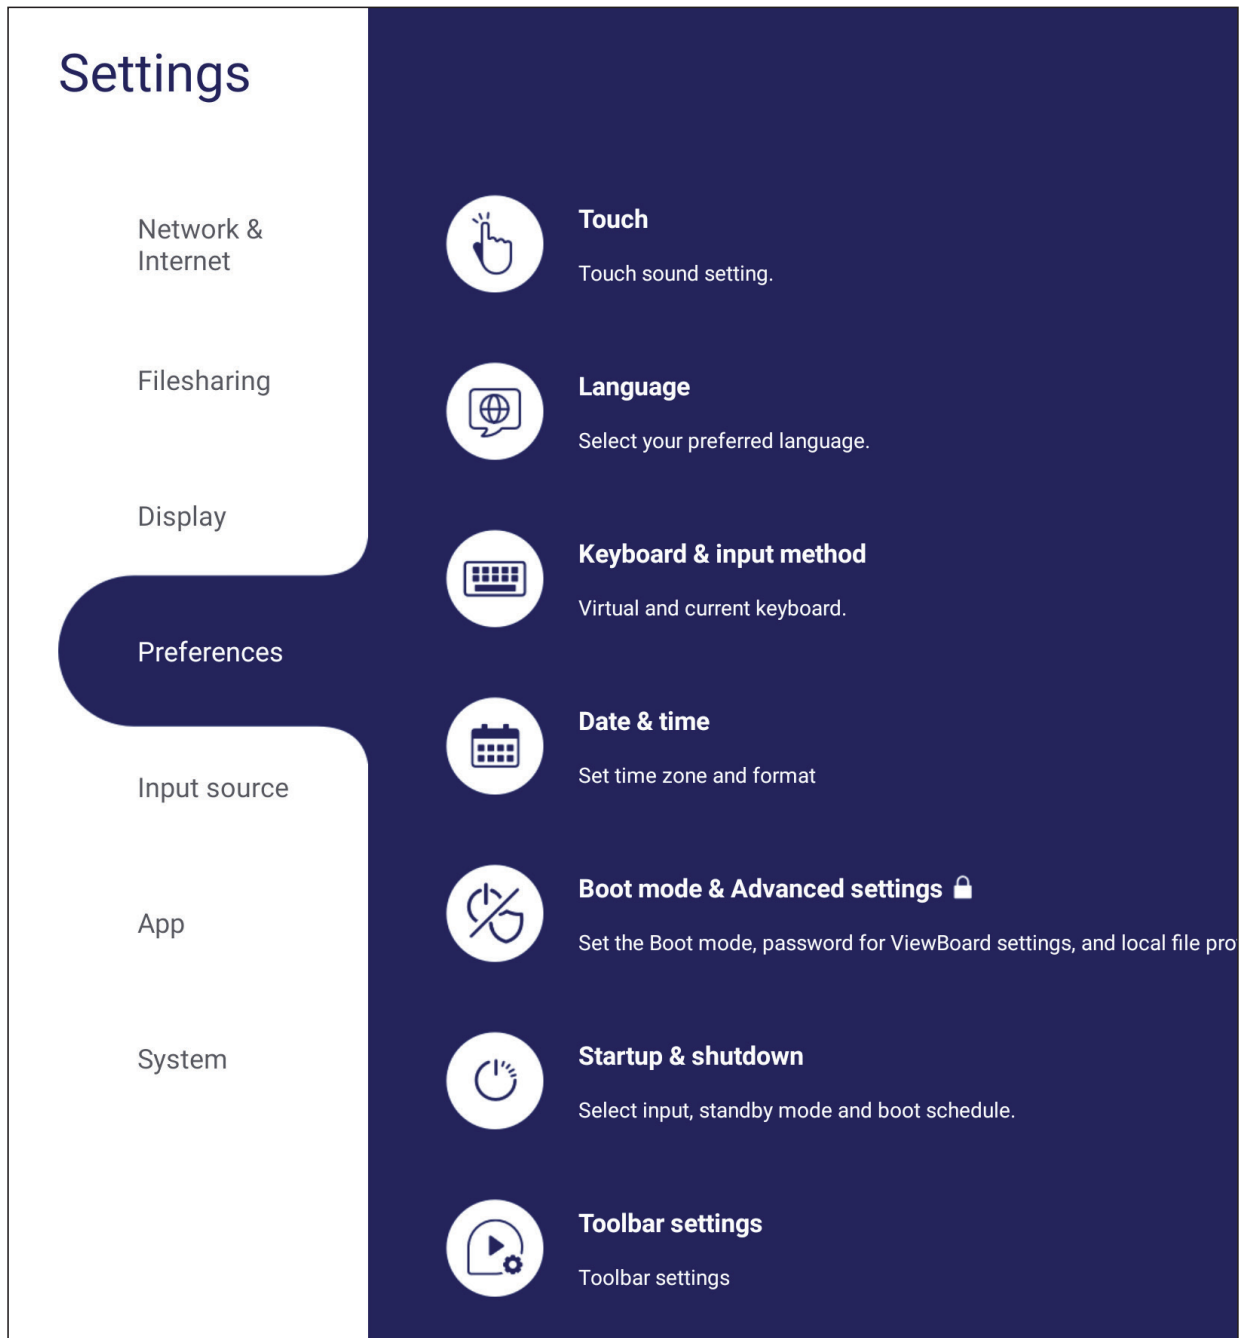 Settings
Network &
Internet
Filesharing
Display
Preferences
Input source
App
System
Touch
Touch sound setting.
Language
Select your preferred language.
Keyboard & input method
Virtual and current keyboard.
Date & time
Set time zone and format
Boot mode & Advanced settings
Set the Boot mode, password for ViewBoard settings, and local file pro
Startup & shutdown
Select input, standby mode and boot schedule.
Toolbar settings
Toolbar settings